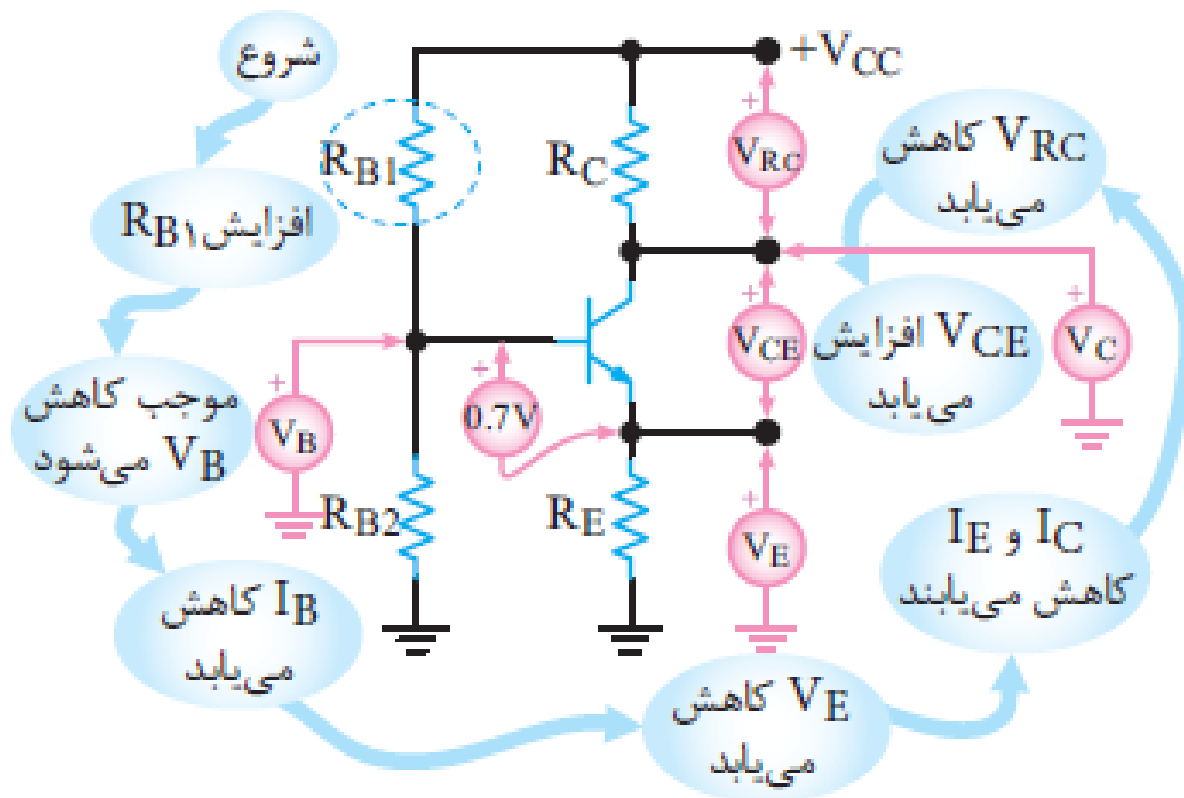 شروع
افزایش RB۱
موجب کاهش
VB می‌شود
IB کاهش
می‌یابد
VE کاهش
می‌یابد
IC و IE
کاهش می‌یابند
VRC کاهش
می‌یابد
VCE افزایش
می‌یابد
+VCC
RB1
RC
+
VRC
+
VCE
+
VC
+
VB
+
0.7V
RB2
RE
+
VE